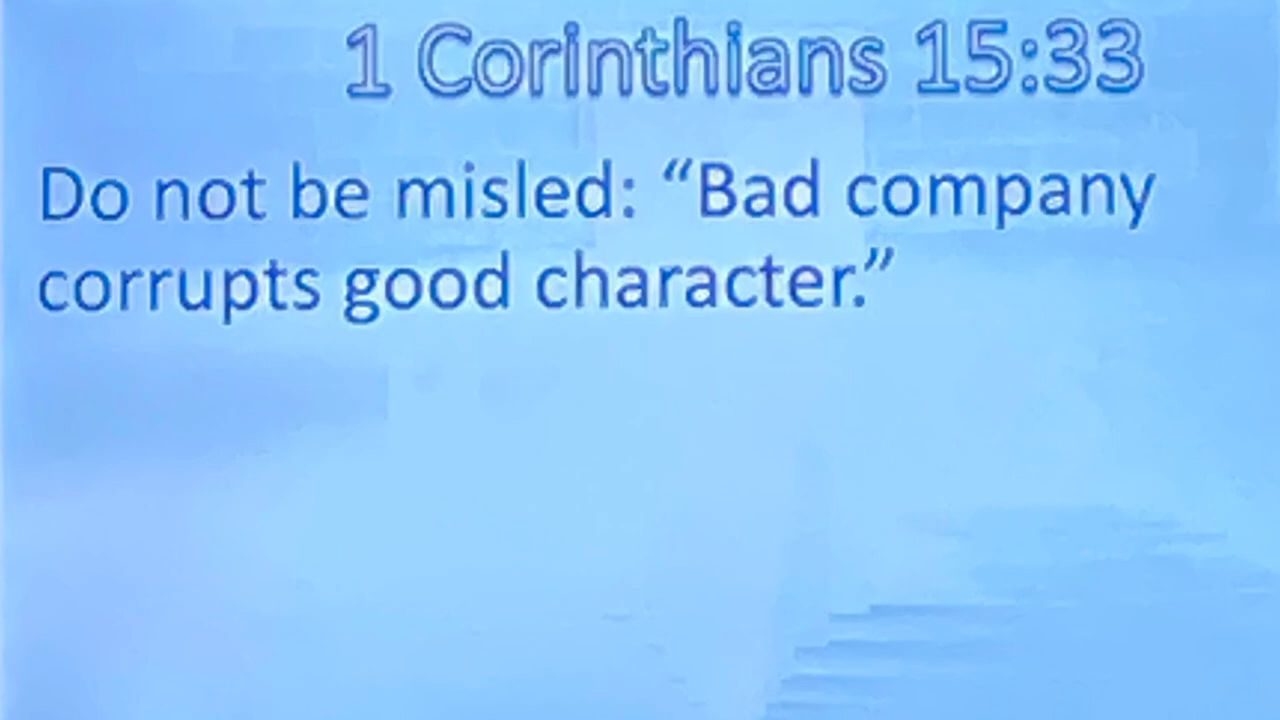 1 Corinthians 15:33
Do not be misled: “Bad company
corrupts good character.”